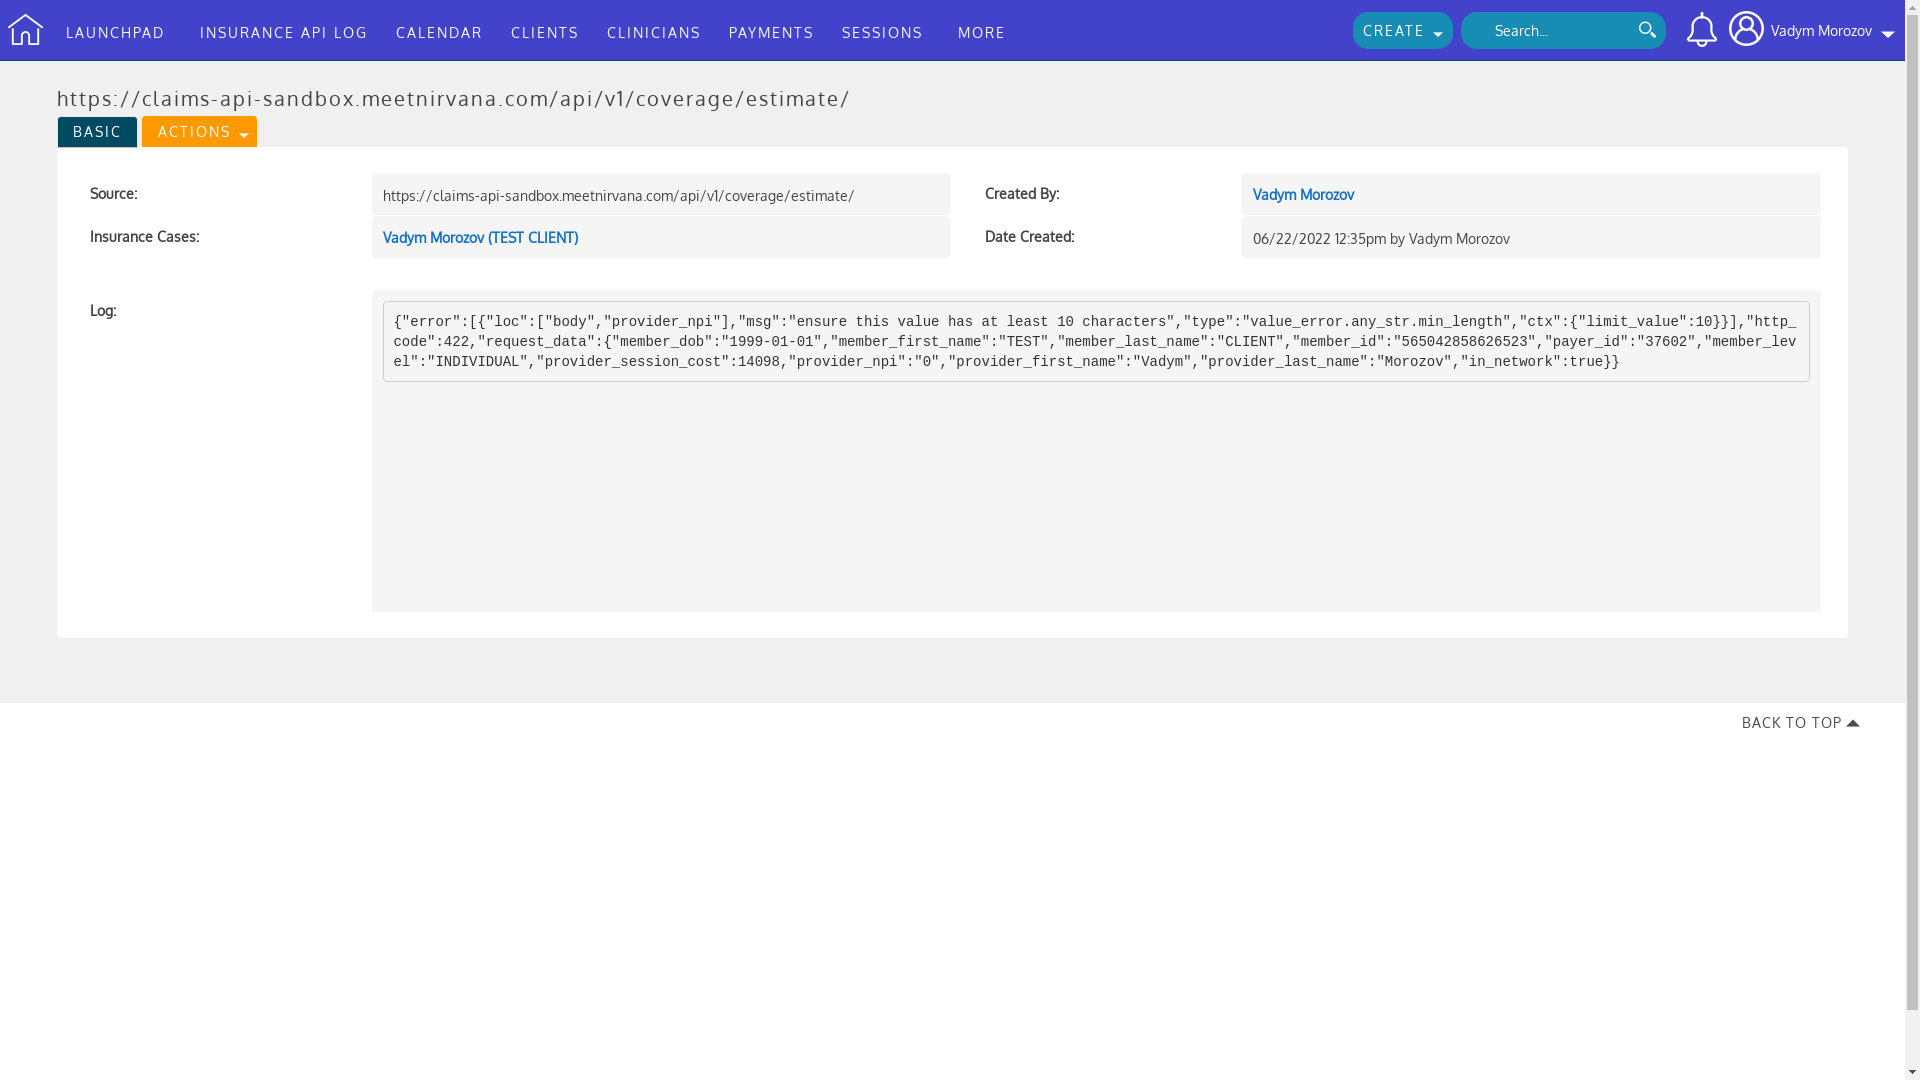 LAUNCHPAD INSURANCE API LOG CALENDAR CLIENTS CLINICIANS PAYMENTS SESSIONS MORE CREATE Search... Vadym Morozov
https://claims-api-sandbox.meetnirvana.com/api/v1/coverage/estimate/
BASIC ACTIONS
Source: https://claims-api-sandbox.meetnirvana.com/api/v1/coverage/estimate/ Created By: Vadym Morozov
Insurance Cases: Vadym Morozov (TEST CLIENT) Date Created: 06/22/2022 12:35pm by Vadym Morozov
Log: {"error":[{"loc":["body","provider_npi"],"msg":"ensure this value has at least 10 characters","type":"value_error.any_str.min_length","ctx":{"limit_value":10}}],"http_
code":422,"request_data":{"member_dob":"1999-01-01","member_first_name":"TEST","member_last_name":"CLIENT","member_id":"565042858626523","payer_id":"37602","member_lev
el":"INDIVIDUAL","provider_session_cost":14098,"provider_npi":"0","provider_first_name":"Vadym","provider_last_name":"Morozov","in_network":true}}
BACK TO TOP